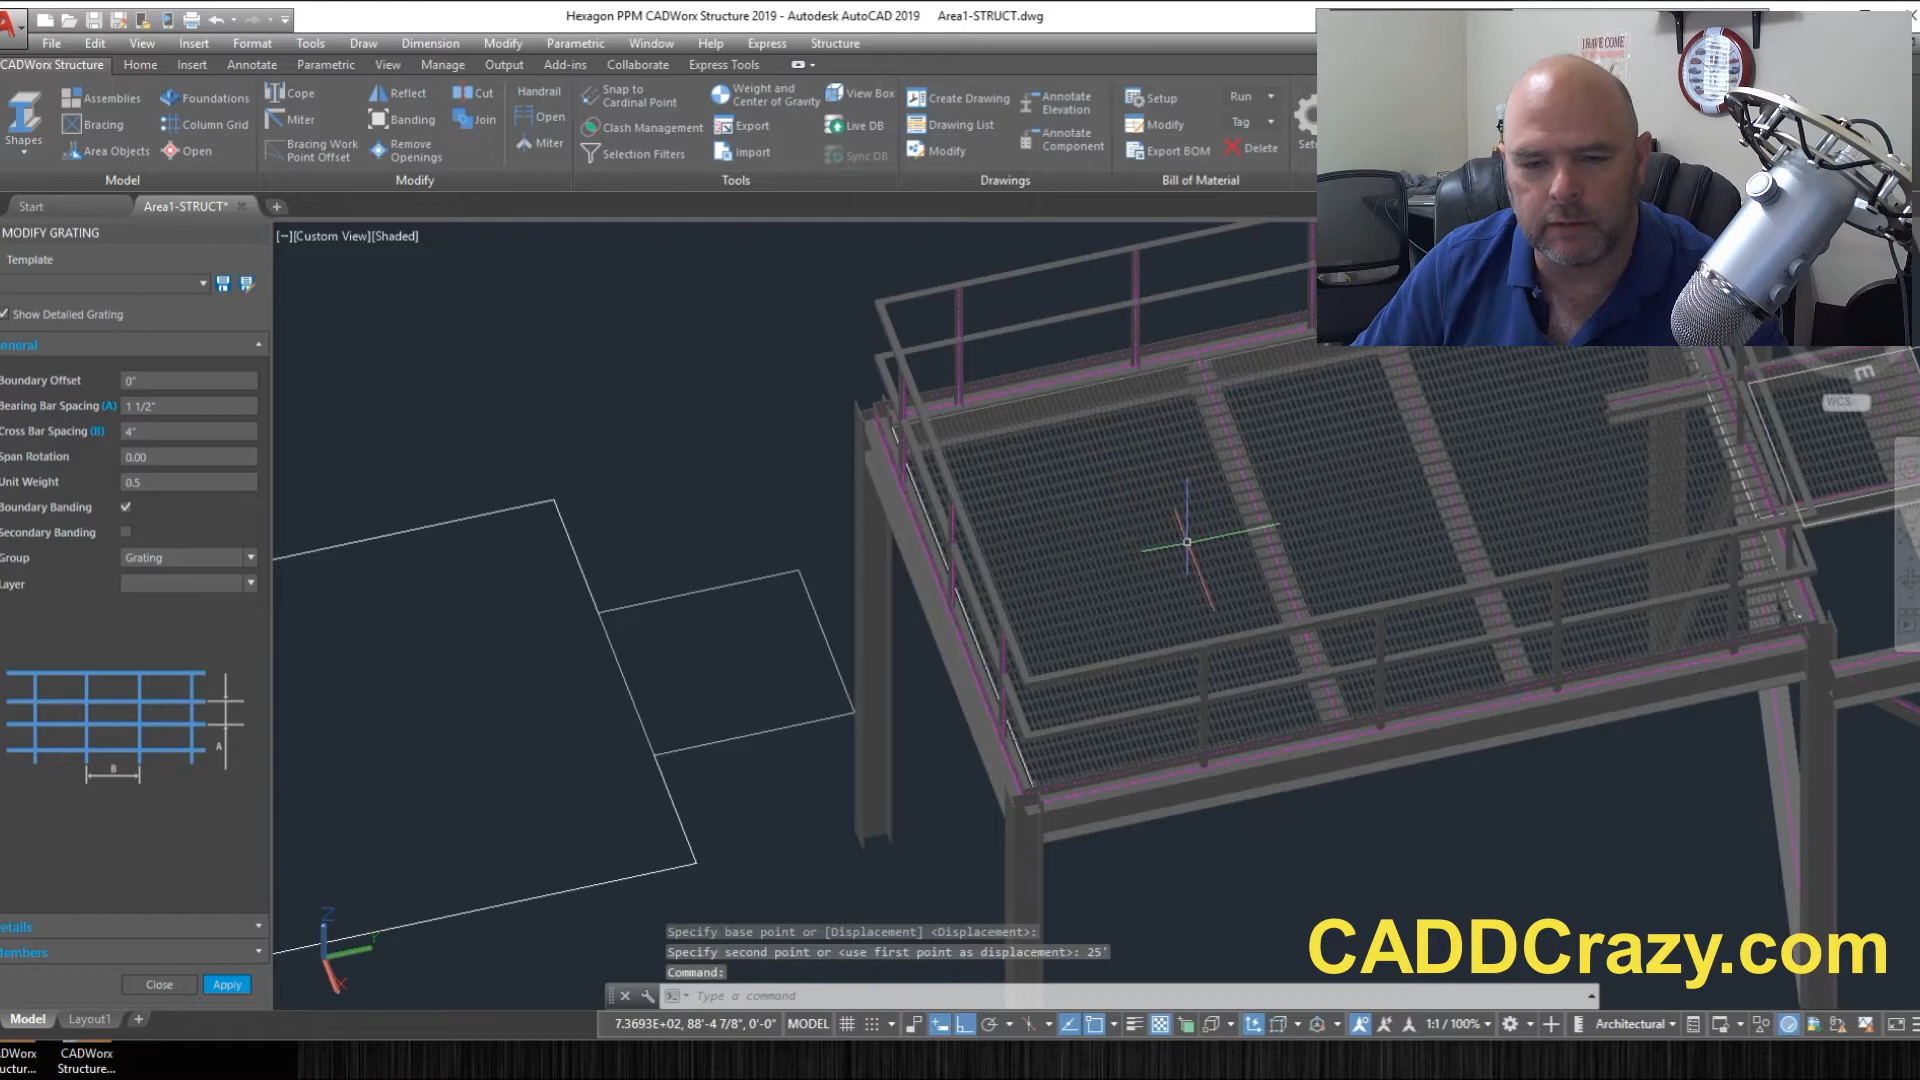 Hexagon PPM CADWorx Structure 2019 - Autodesk AutoCAD 2019 Area1-STRUCT.dwg
File Edit View Insert Format Tools Draw Dimension Modify Parametric Window Help Express Structure
CADWorx Structure Home Insert Annotate Parametric View Manage Output Add-ins Collaborate Express Tools
Shapes
Assemblies
Bracing
Area Objects
Foundations
Column Grid
Open
Model
Cope
Miter
Bracing Work
Point Offset
Reflect
Banding
Remove
Openings
Cut
Join
Handrail
Open
Miter
Modify
Snap to
Cardinal Point
Clash Management
Selection Filters
Weight and
Center of Gravity
Export
Import
View Box
Live DB
Sync DB
Tools
Create Drawing
Drawing List
Modify
Annotate
Elevation
Annotate
Component
Drawings
Setup
Modify
Export BOM
Run
Tag
Delete
Bill of Material
Setu
I HAVE COME
Start
Area1-STRUCT*
MODIFY GRATING
Template
Show Detailed Grating
eneral
Boundary Offset 0"
Bearing Bar Spacing (A) 1 1/2"
Cross Bar Spacing (B) 4"
Span Rotation 0.00
Unit Weight 0.5
Boundary Banding
Secondary Banding
Group Grating
Layer
A
B
etails
Members
Close Apply
[−][Custom View][Shaded]
E
WCS
Z
Y
X
Specify base point or [Displacement] <Displacement>:
Specify second point or <use first point as displacement>: 25'
Command:
Type a command
CADDCrazy.com
Model Layout1 +
7.3693E+02, 88'-4 7/8", 0'-0" MODEL 1:1 / 100% Architectural
CADWorx
Structure...